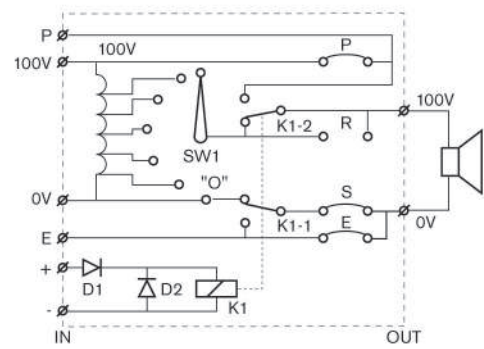 P
P
100V
100V
100V
SW1
K1-2
R
"O"
S
0V
K1-1
E
0V
E
+
D1
D2
K1
-
IN
OUT